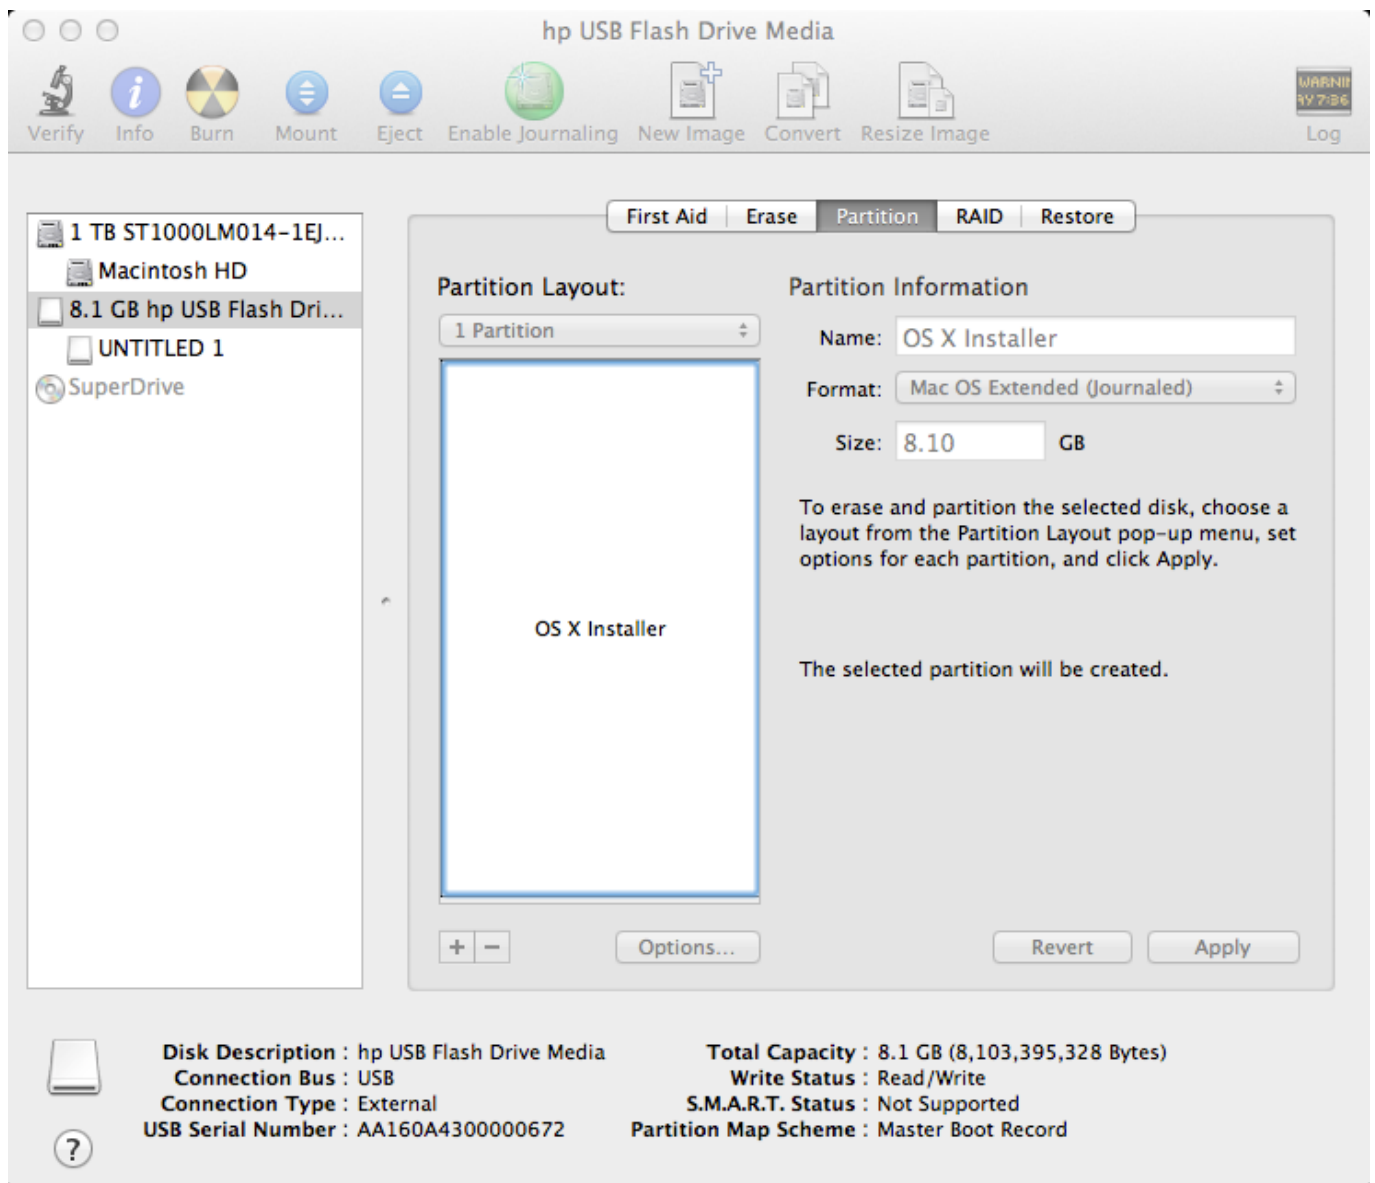 hp USB Flash Drive Media
Verify Info Burn Mount Eject Enable Journaling New Image Convert Resize Image Log
WARNIN
AY 7:36
1 TB ST1000LM014-1EJ...
Macintosh HD
8.1 GB hp USB Flash Dri...
UNTITLED 1
SuperDrive
First Aid Erase Partition RAID Restore
Partition Layout:
1 Partition
OS X Installer
+ − Options...
Partition Information
Name: OS X Installer
Format: Mac OS Extended (Journaled)
Size: 8.10 GB
To erase and partition the selected disk, choose a
layout from the Partition Layout pop-up menu, set
options for each partition, and click Apply.
The selected partition will be created.
Revert Apply
Disk Description : hp USB Flash Drive Media
Connection Bus : USB
Connection Type : External
USB Serial Number : AA160A4300000672
Total Capacity : 8.1 GB (8,103,395,328 Bytes)
Write Status : Read/Write
S.M.A.R.T. Status : Not Supported
Partition Map Scheme : Master Boot Record
?